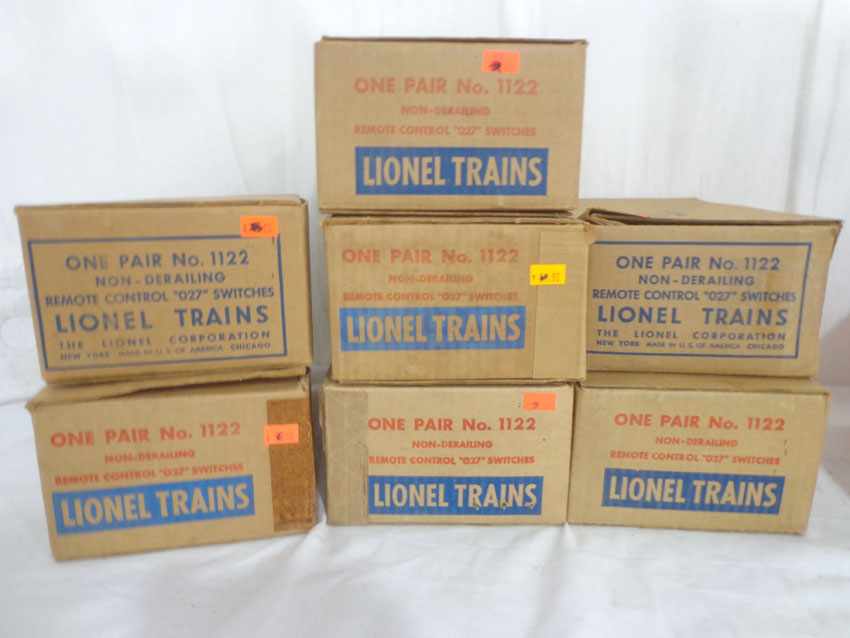 ONE PAIR No. 1122
NON-DERAILING
REMOTE CONTROL "027" SWITCHES
LIONEL TRAINS
ONE PAIR No. 1122
NON-DERAILING
REMOTE CONTROL "027" SWITCHES
LIONEL TRAINS
THE LIONEL CORPORATION
NEW YORK MADE IN U.S. OF AMERICA CHICAGO
ONE PAIR No. 1122
NON-DERAILING
REMOTE CONTROL "027" SWITCHES
LIONEL TRAINS
ONE PAIR No. 1122
NON-DERAILING
REMOTE CONTROL "027" SWITCHES
LIONEL TRAINS
THE LIONEL CORPORATION
NEW YORK MADE IN U.S. OF AMERICA CHICAGO
ONE PAIR No. 1122
NON-DERAILING
REMOTE CONTROL "027" SWITCHES
LIONEL TRAINS
ONE PAIR No. 1122
NON-DERAILING
REMOTE CONTROL "027" SWITCHES
LIONEL TRAINS
ONE PAIR No. 1122
NON-DERAILING
REMOTE CONTROL "027" SWITCHES
LIONEL TRAINS